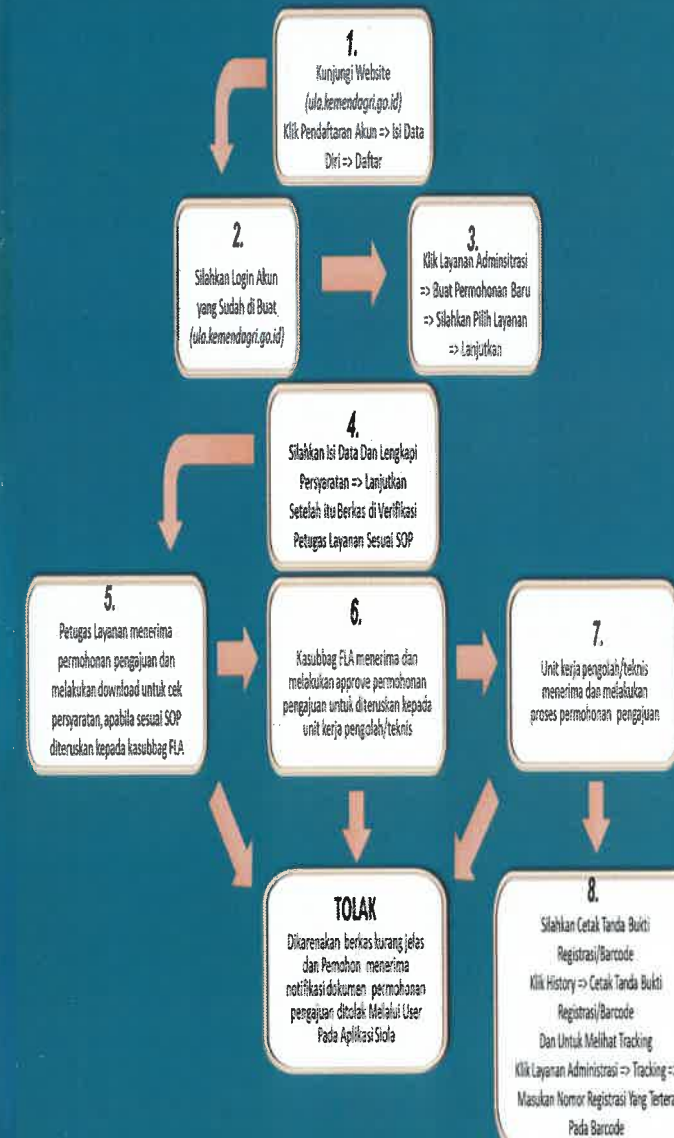 1.
Kunjungi Website
(ula.kemendagri.go.id)
Klik Pendaftaran Akun => Isi Data
Diri => Daftar
2.
Silahkan Login Akun
yang Sudah di Buat
(ula.kemendagri.go.id)
3.
Klik Layanan Adminsitrasi
=> Buat Permohonan Baru
=> Silahkan Pilih Layanan
=> Lanjutkan
4.
Silahkan Isi Data Dan Lengkapi
Persyaratan => Lanjutkan
Setelah itu Berkas di Verifikasi
Petugas Layanan Sesuai SOP
5.
Petugas Layanan menerima
permohonan pengajuan dan
melakukan download untuk cek
persyaratan, apabila sesuai SOP
diteruskan kepada kasubbag FLA
6.
Kasubbag FLA menerima dan
melakukan approve permohonan
pengajuan untuk diteruskan kepada
unit kerja pengolah/teknis
7.
Unit kerja pengolah/teknis
menerima dan melakukan
proses permohonan pengajuan
TOLAK
Dikarenakan berkas kurang jelas
dan Pemohon menerima
notifikasi dokumen permohonan
pengajuan ditolak Melalui User
Pada Aplikasi Siola
8.
Silahkan Cetak Tanda Bukti
Registrasi/Barcode
Klik History => Cetak Tanda Bukti
Registrasi/Barcode
Dan Untuk Melihat Tracking
Klik Layanan Administrasi => Tracking =>
Masukan Nomor Registrasi Yang Tertera
Pada Barcode